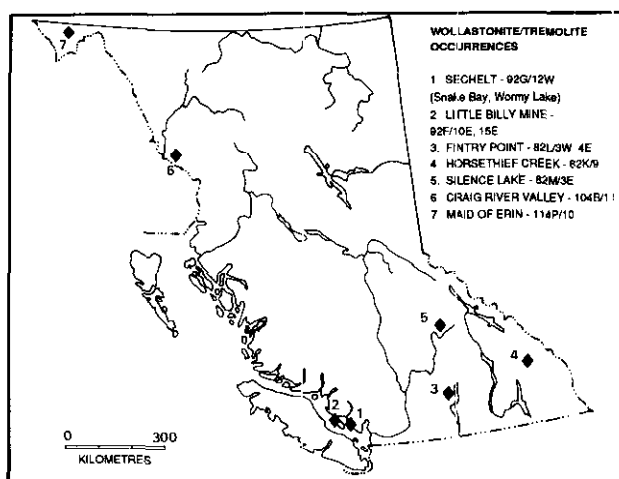 WOLLASTONITE/TREMOLITE
OCCURRENCES
1 SECHELT - 92G/12W
(Snake Bay, Wormy Lake)
2 LITTLE BILLY MINE -
92F/10E, 15E
3. FINTRY POINT - 82L/3W 4E
4 HORSETHIEF CREEK - 82K/9
5. SILENCE LAKE - 82M/3E
6 CRAIG RIVER VALLEY - 104B/11
7 MAID OF ERIN - 114P/10
7
6
5
4
3
2
1
0 300
KILOMETRES